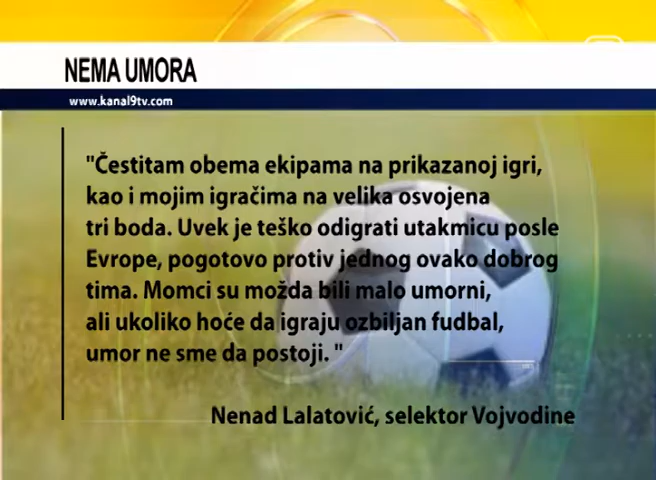 NEMA UMORA
www.kanal9tv.com
"Čestitam obema ekipama na prikazanoj igri,
kao i mojim igračima na velika osvojena
tri boda. Uvek je teško odigrati utakmicu posle
Evrope, pogotovo protiv jednog ovako dobrog
tima. Momci su možda bili malo umorni,
ali ukoliko hoće da igraju ozbiljan fudbal,
umor ne sme da postoji. "
Nenad Lalatović, selektor Vojvodine